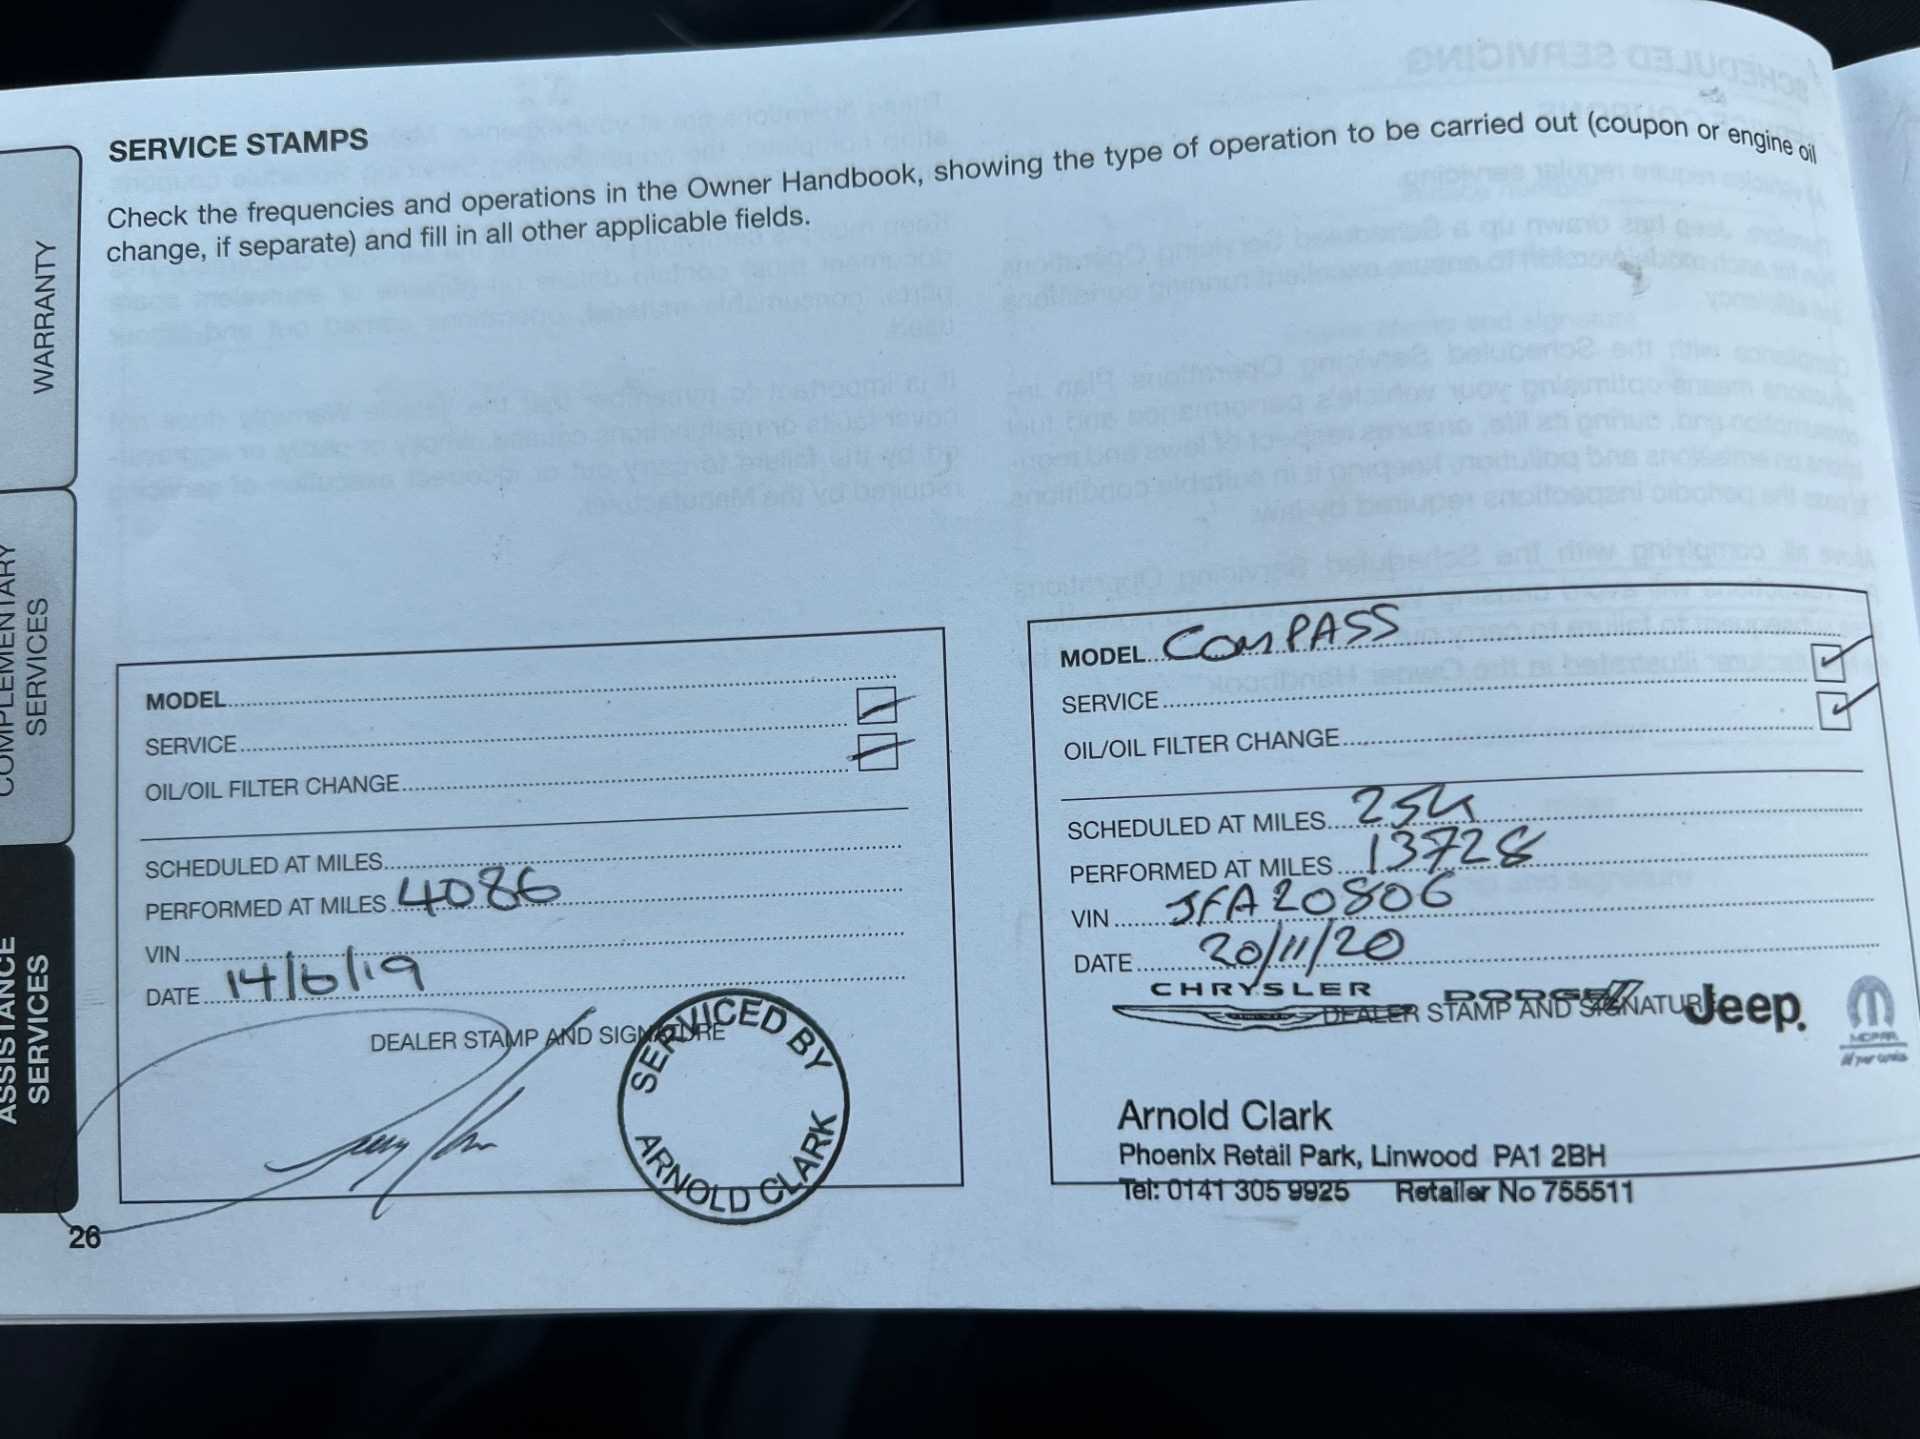 WARRANTY
COMPLEMENTARY
SERVICES
ASSISTANCE
SERVICES
SERVICE STAMPS
Check the frequencies and operations in the Owner Handbook, showing the type of operation to be carried out (coupon or engine oil
change, if separate) and fill in all other applicable fields.
MODEL
SERVICE
OIL/OIL FILTER CHANGE
SCHEDULED AT MILES
PERFORMED AT MILES 4086
VIN
DATE 14/6/19
DEALER STAMP AND SIGNATURE
SERVICED BY
ARNOLD CLARK
26
MODEL COMPASS
SERVICE
OIL/OIL FILTER CHANGE
SCHEDULED AT MILES 25K
PERFORMED AT MILES 13728
VIN JFA20806
DATE 20/11/20
CHRYSLER DODGE Jeep MOPAR
DEALER STAMP AND SIGNATURE
Arnold Clark
Phoenix Retail Park, Linwood PA1 2BH
Tel: 0141 305 9925 Retailer No 755511